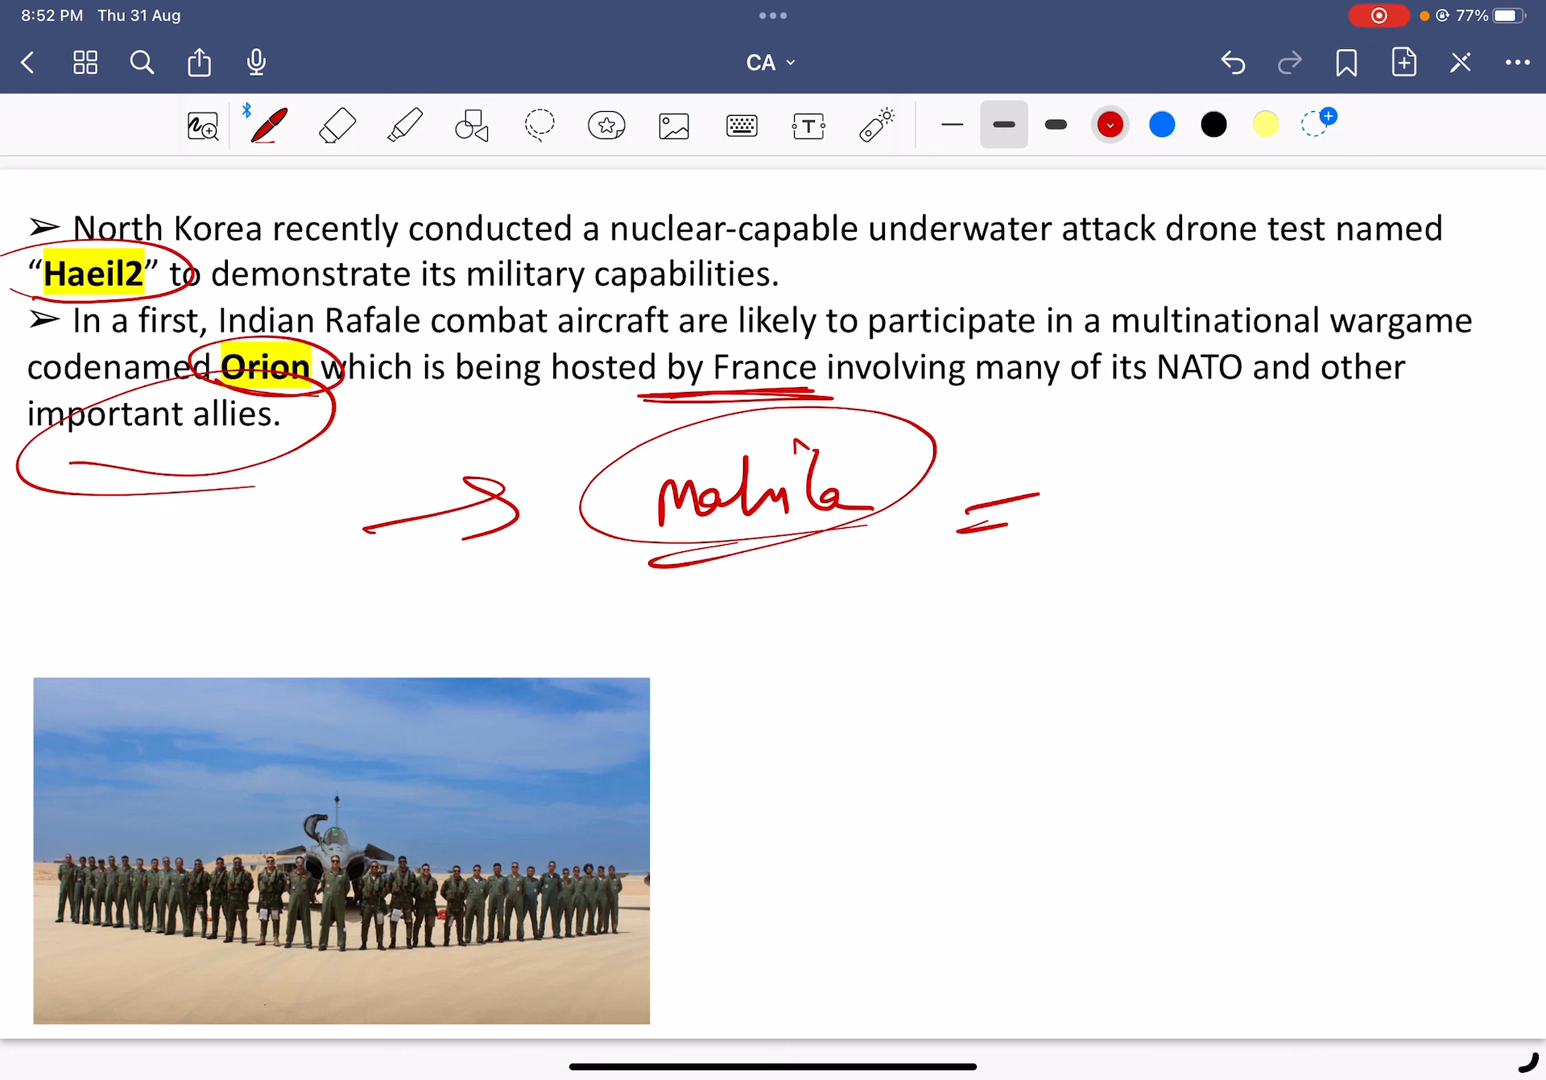 8:52 PM Thu 31 Aug
77%
CA
T
➢ North Korea recently conducted a nuclear-capable underwater attack drone test named
“Haeil2” to demonstrate its military capabilities.
➢ In a first, Indian Rafale combat aircraft are likely to participate in a multinational wargame
codenamed Orion which is being hosted by France involving many of its NATO and other
important allies.